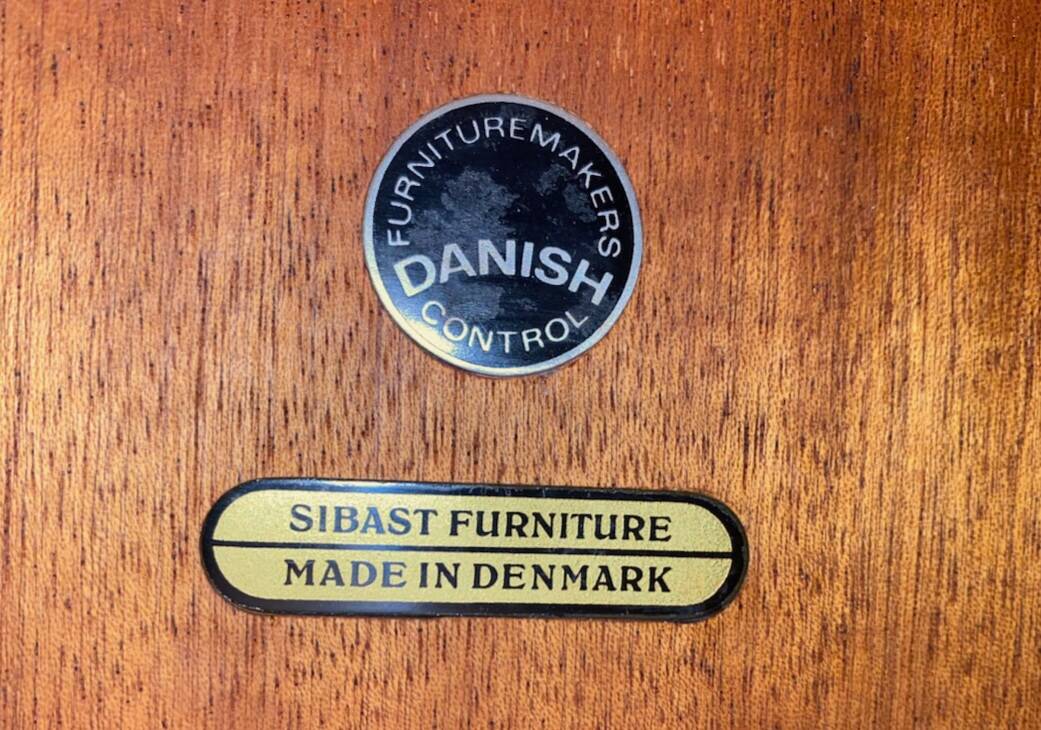 FURNITUREMAKERS
DANISH
CONTROL
SIBAST FURNITURE
MADE IN DENMARK